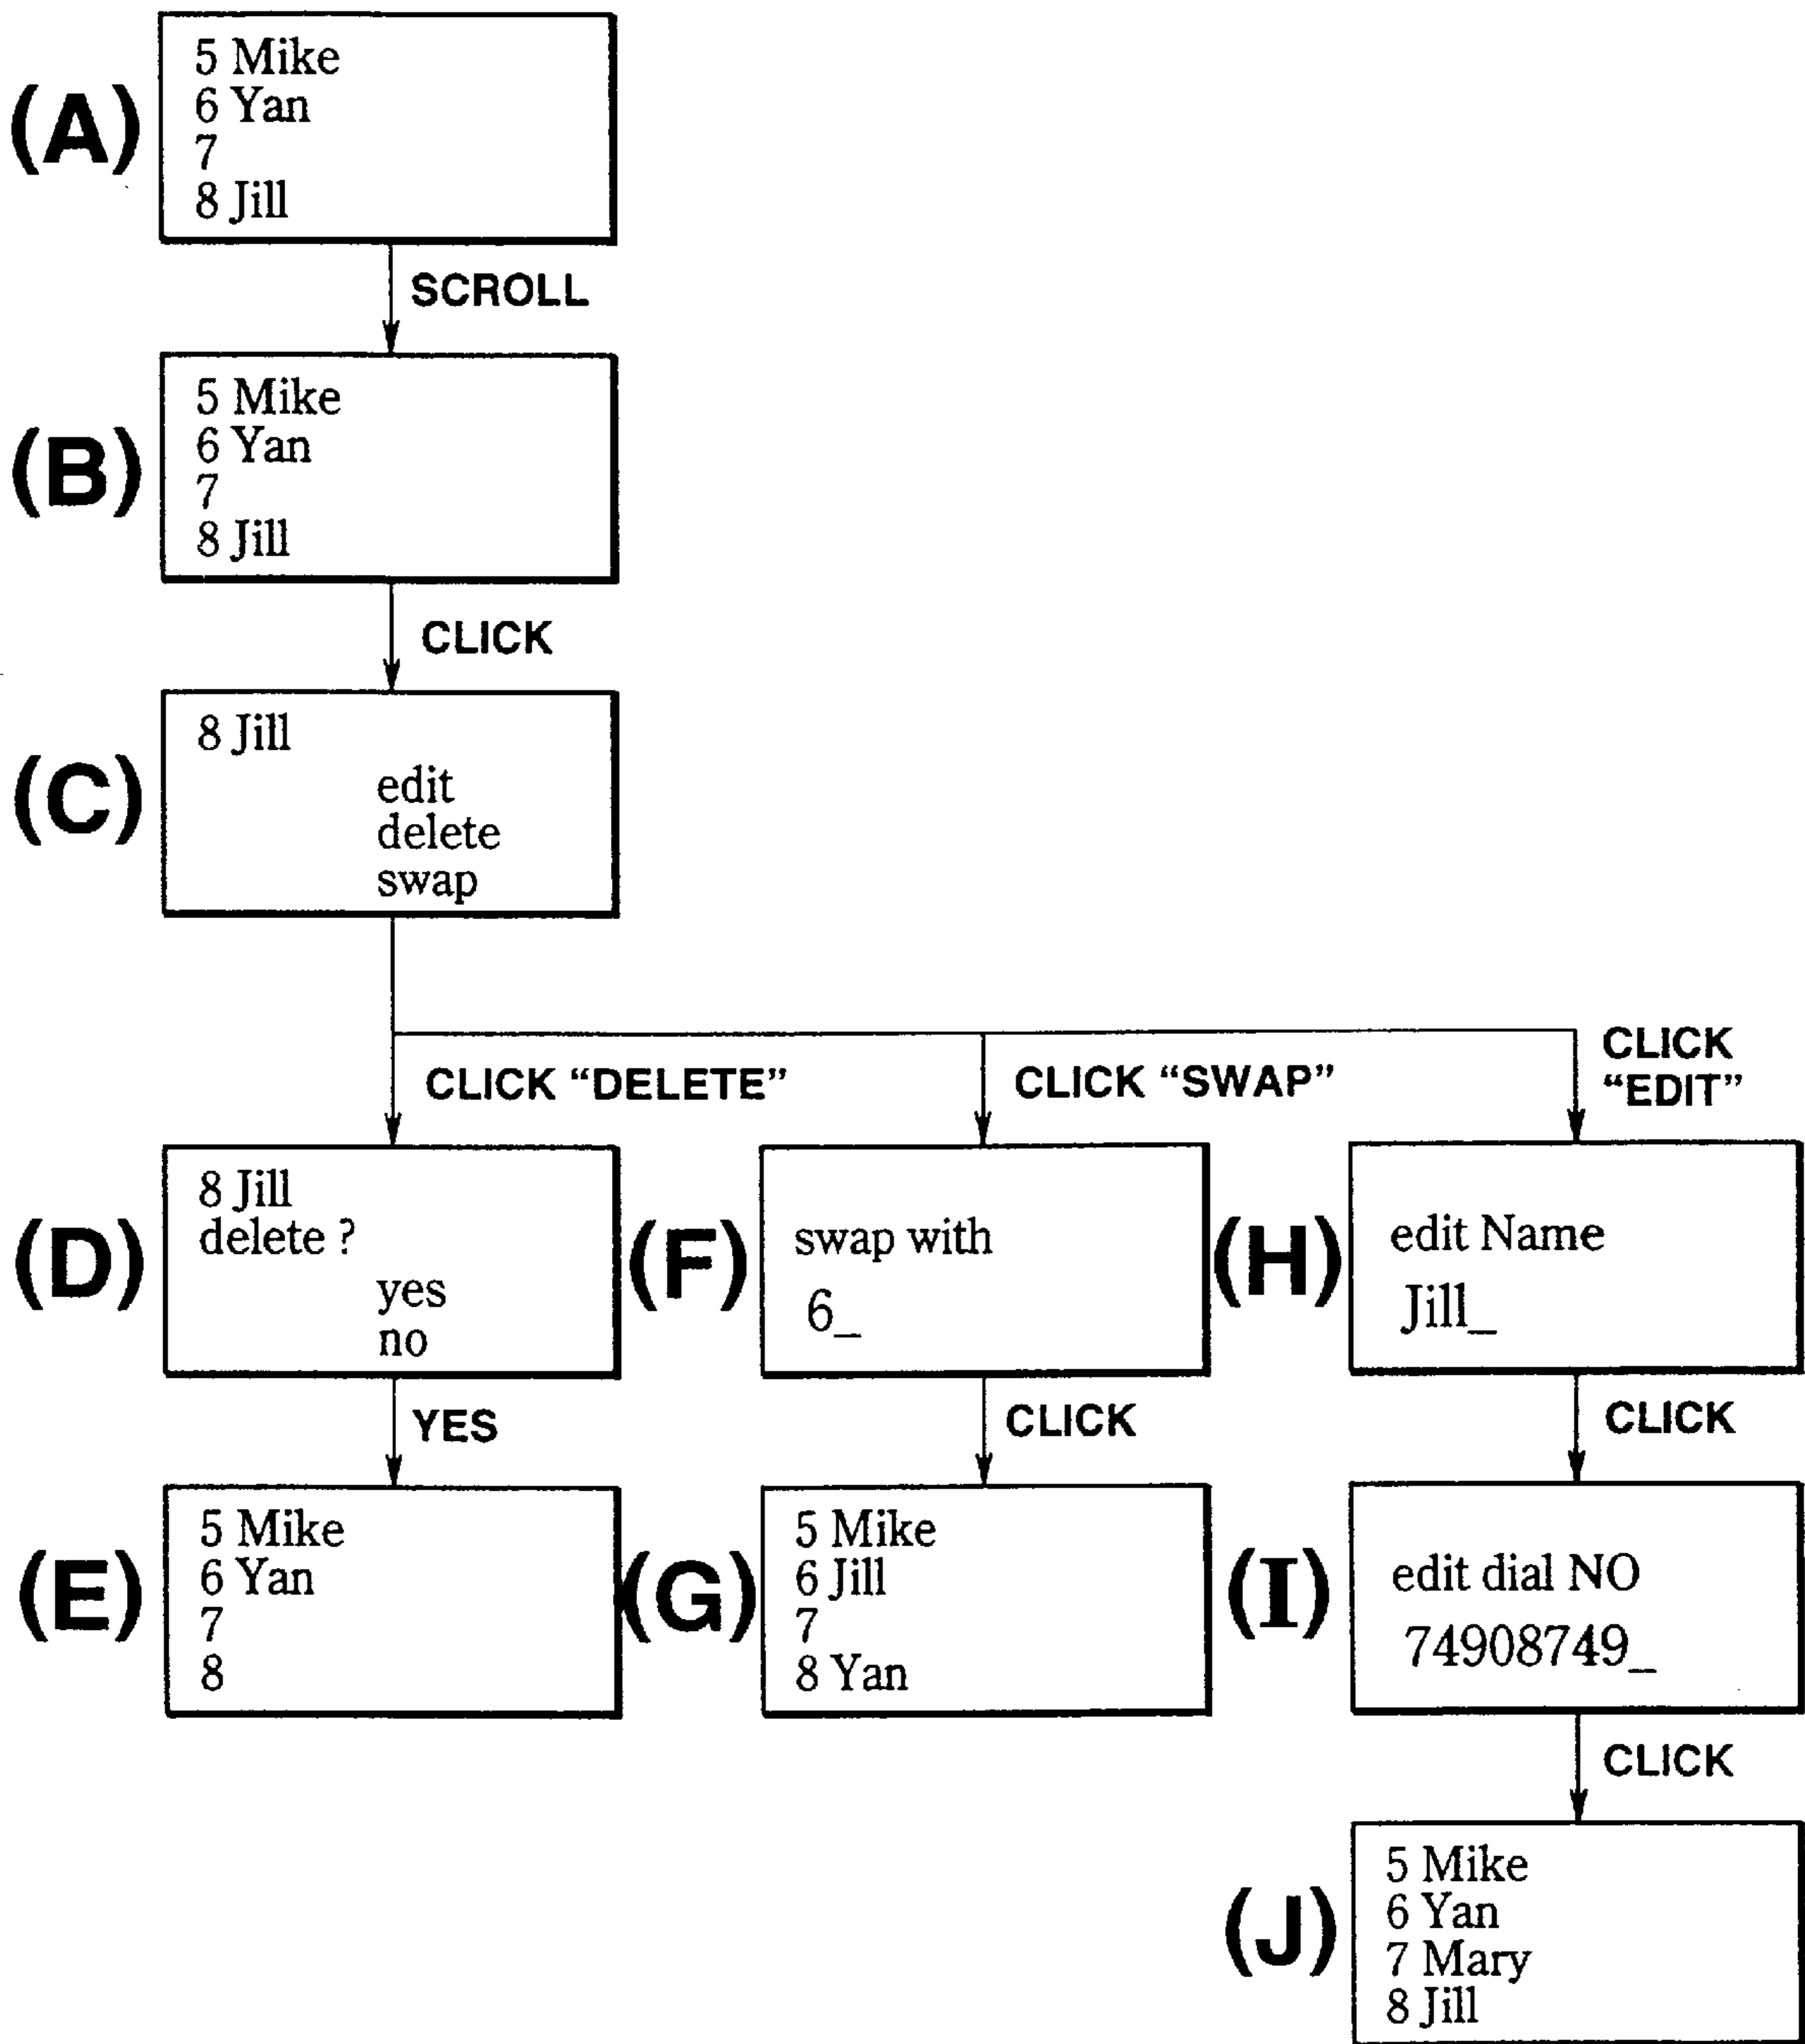 (A)
5 Mike
6 Yan
7
8 Jill
SCROLL
(B)
5 Mike
6 Yan
7
8 Jill
CLICK
(C)
8 Jill
edit
delete
swap
CLICK “DELETE”
CLICK “SWAP”
CLICK
“EDIT”
(D)
8 Jill
delete ?
yes
no
YES
(F)
swap with
6_
CLICK
(H)
edit Name
Jill_
CLICK
(E)
5 Mike
6 Yan
7
8
(G)
5 Mike
6 Jill
7
8 Yan
(I)
edit dial NO
74908749_
CLICK
(J)
5 Mike
6 Yan
7 Mary
8 Jill